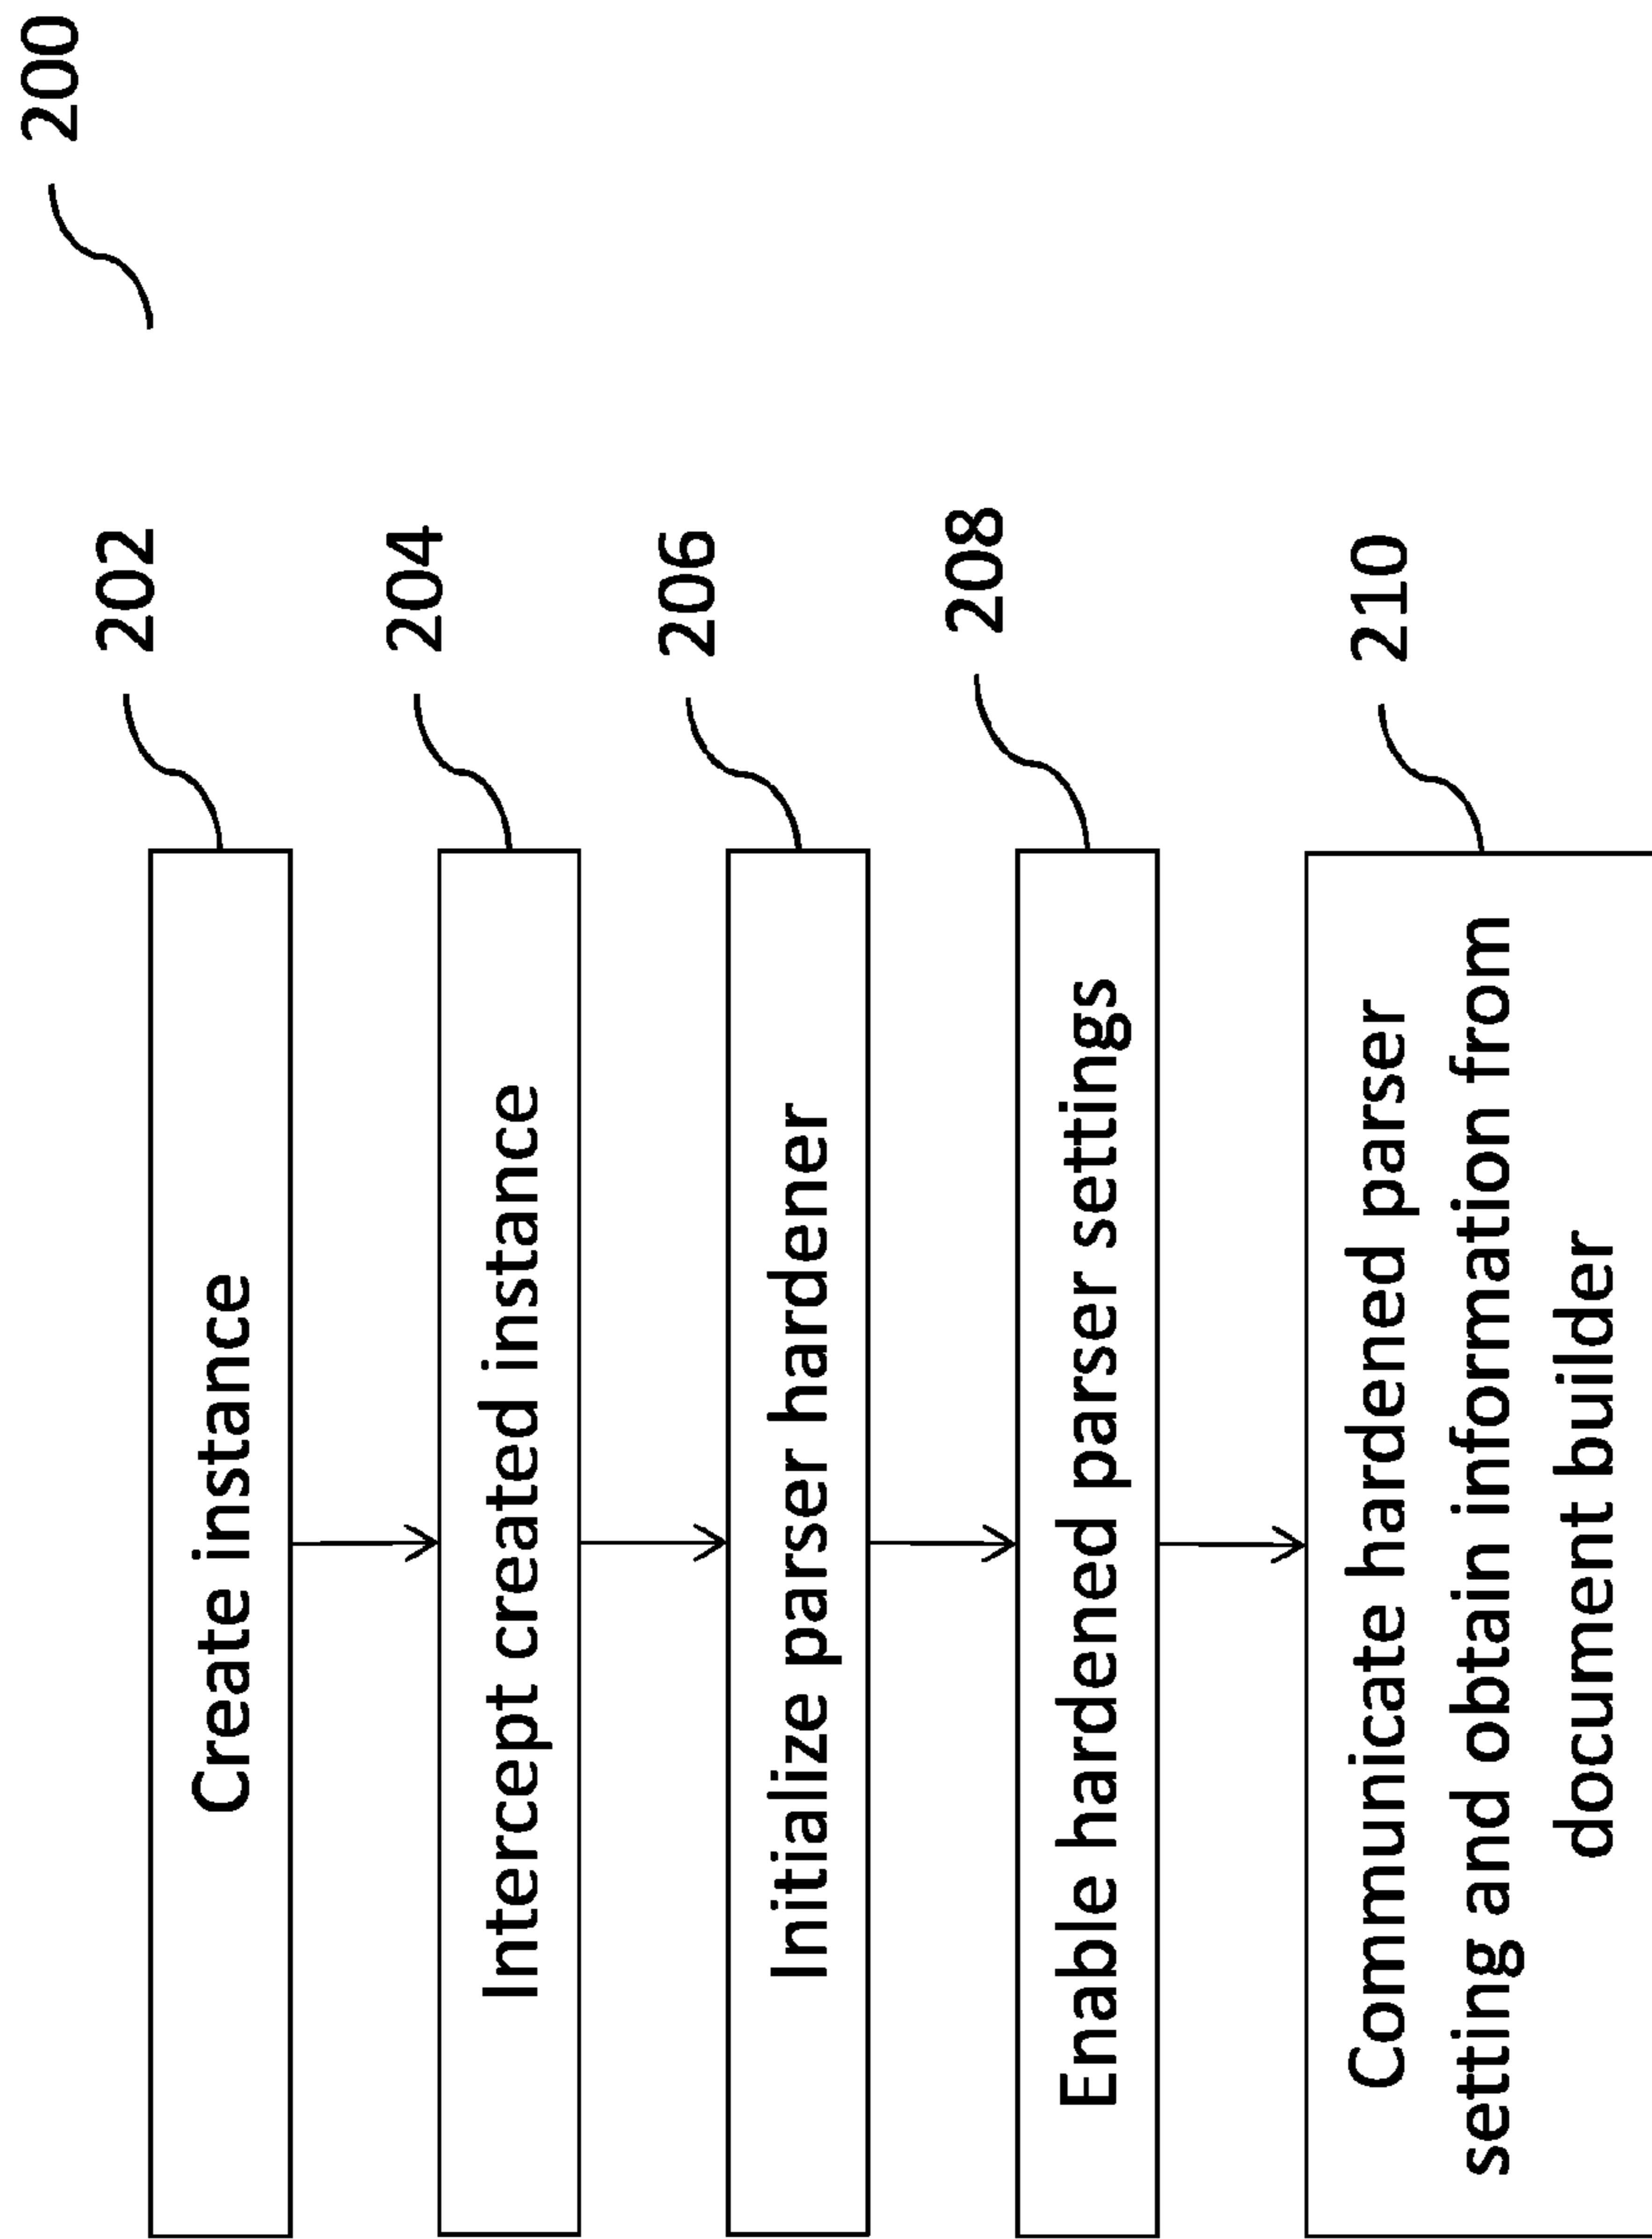 200
202
Create instance
204
Intercept created instance
206
Initialize parser hardener
208
Enable hardened parser settings
210
Communicate hardened parser
setting and obtain information from
document builder